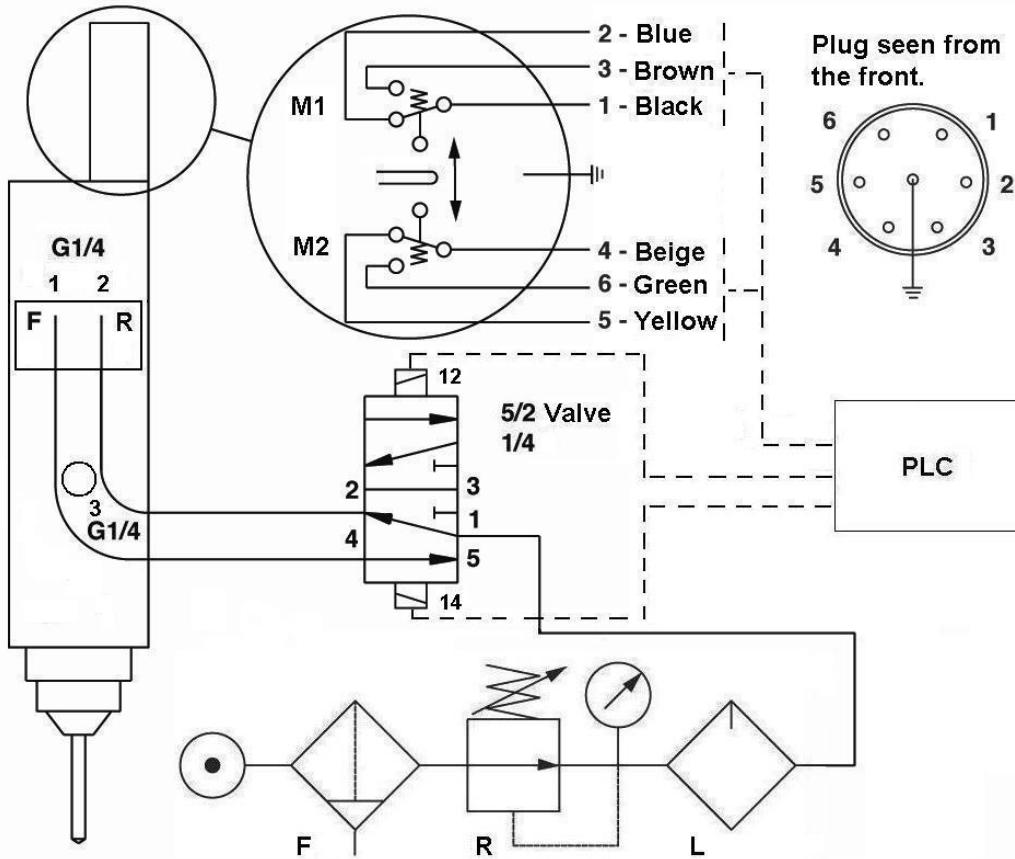 2 - Blue
3 - Brown
1 - Black
M1
M2
4 - Beige
6 - Green
5 - Yellow
Plug seen from
the front.
6
1
5
2
4
3
G1/4
1
2
F
R
3
G1/4
12
5/2 Valve
1/4
2
3
1
4
5
14
PLC
F
R
L